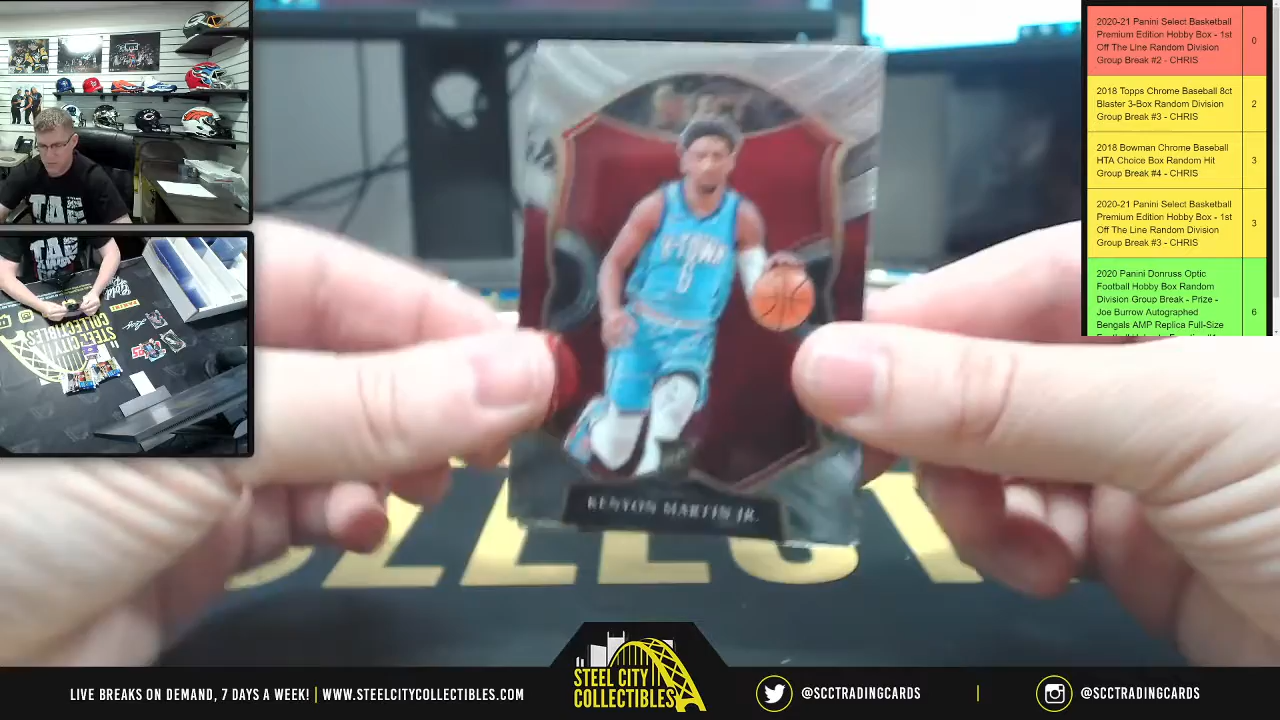 2020-21 Panini Select Basketball
Premium Edition Hobby Box - 1st
Off The Line Random Division
Group Break #2 - CHRIS
0
2018 Topps Chrome Baseball 8ct
Blaster 3-Box Random Division
Group Break #3 - CHRIS
2
2018 Bowman Chrome Baseball
HTA Choice Box Random Hit
Group Break #4 - CHRIS
3
2020-21 Panini Select Basketball
Premium Edition Hobby Box - 1st
Off The Line Random Division
Group Break #3 - CHRIS
3
2020 Panini Donruss Optic
Football Hobby Box Random
Division Group Break - Prize -
Joe Burrow Autographed
Bengals AMP Replica Full-Size
6
H-TOWN
6
KENYON MARTIN JR.
STEEL CITY
COLLECTIBLES
LIVE BREAKS ON DEMAND, 7 DAYS A WEEK! | WWW.STEELCITYCOLLECTIBLES.COM
STEEL CITY
COLLECTIBLES
@SCCTRADINGCARDS
@SCCTRADINGCARDS